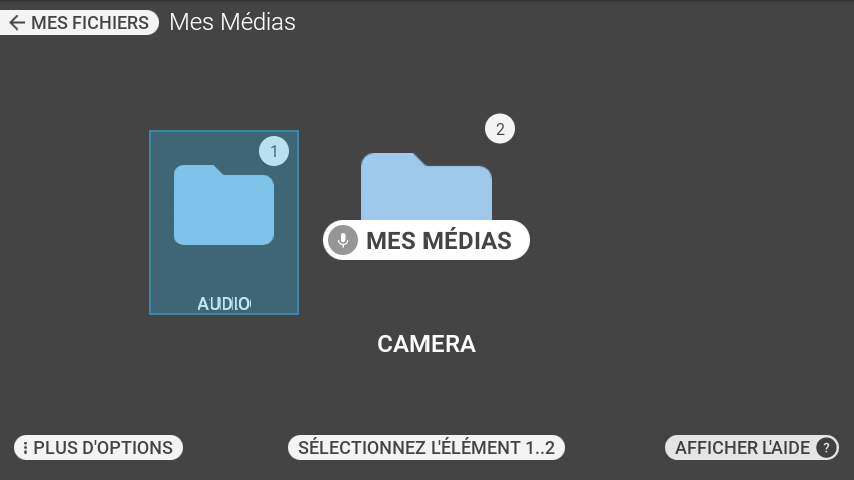 MES FICHIERS
Mes Médias
1
2
MES MÉDIAS
AUDIO
CAMERA
PLUS D'OPTIONS
SÉLECTIONNEZ L'ÉLÉMENT 1..2
AFFICHER L'AIDE ?